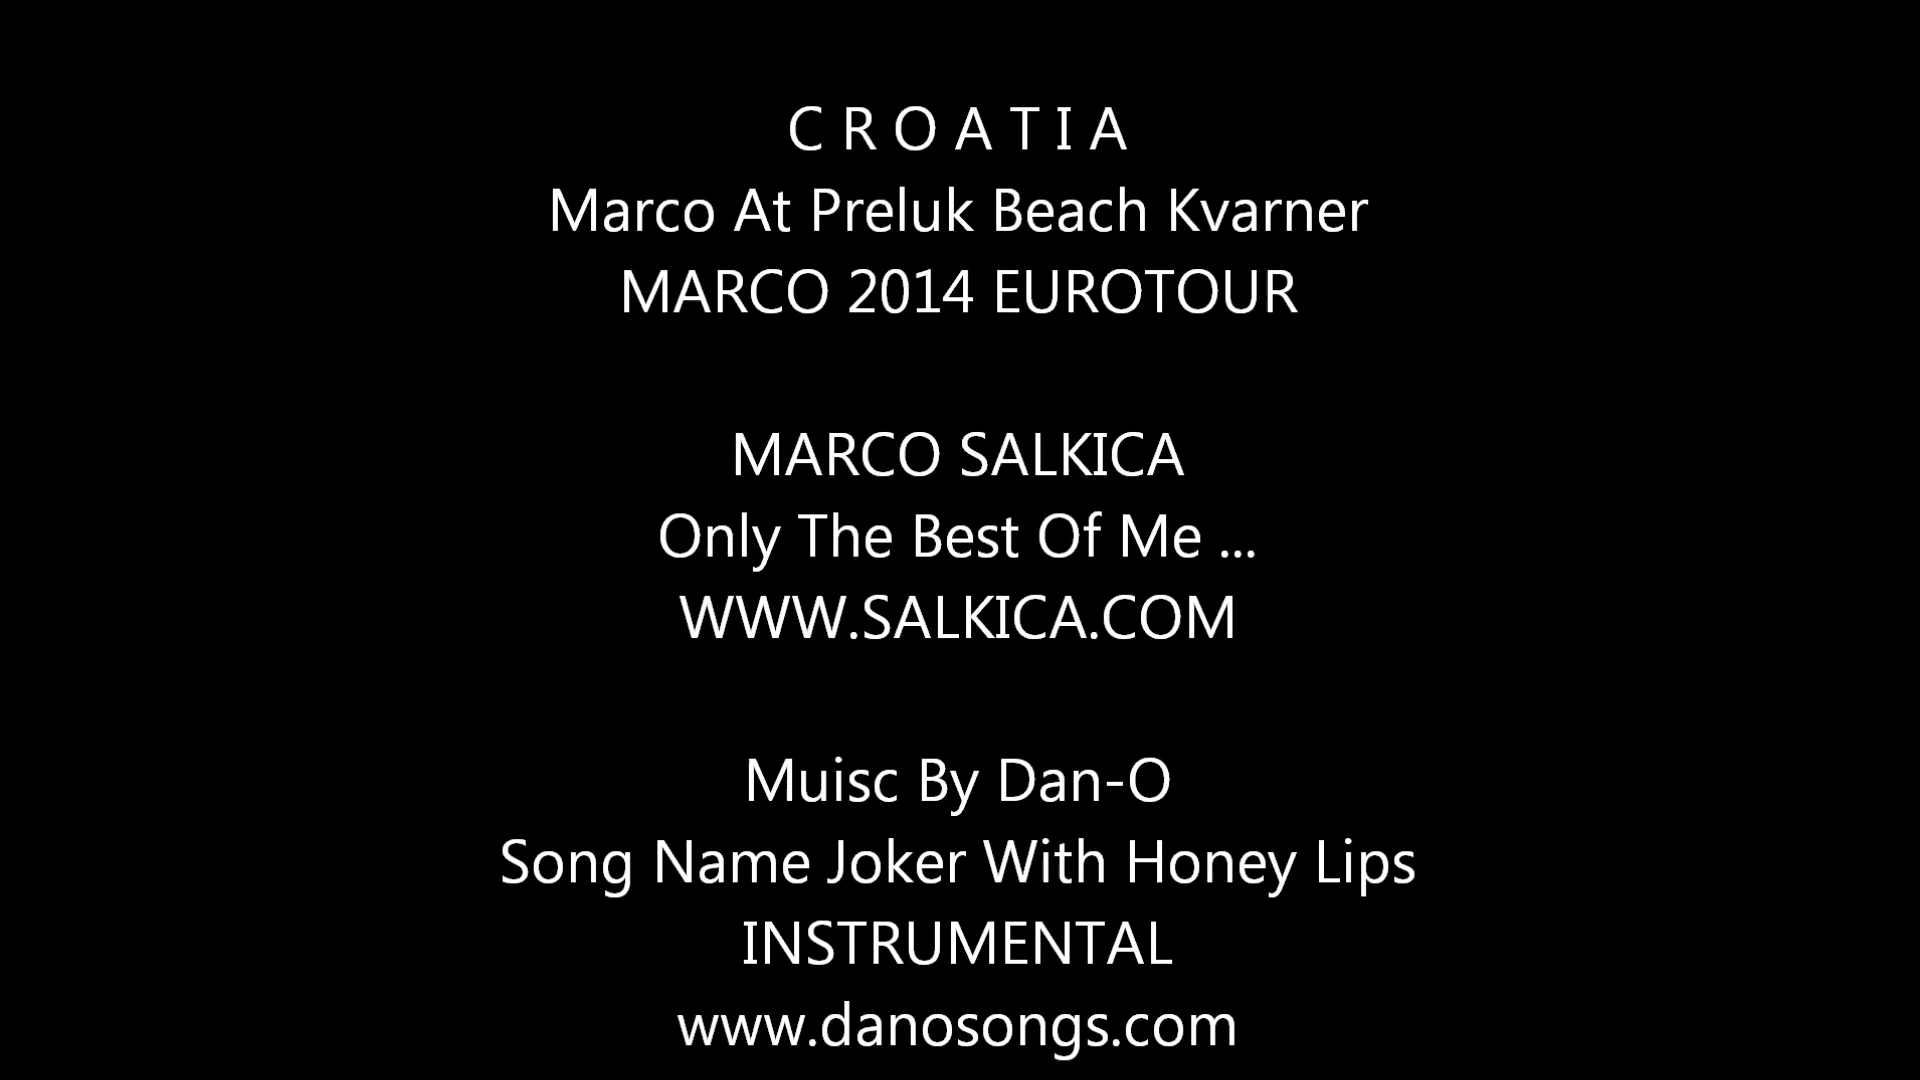 C R O A T I A
Marco At Preluk Beach Kvarner
MARCO 2014 EUROTOUR
MARCO SALKICA
Only The Best Of Me ...
WWW.SALKICA.COM
Muisc By Dan-O
Song Name Joker With Honey Lips
INSTRUMENTAL
www.danosongs.com